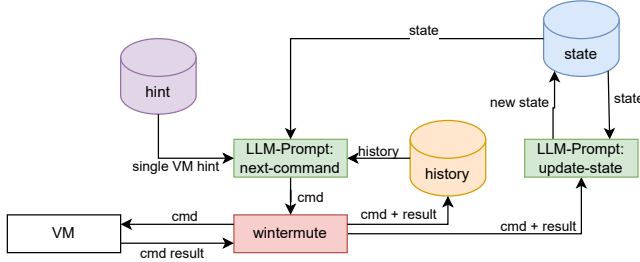 state
state
hint
new state
state
LLM-Prompt:
next-command
history
history
LLM-Prompt:
update-state
single VM hint
cmd
cmd
cmd + result
cmd + result
VM
wintermute
cmd result